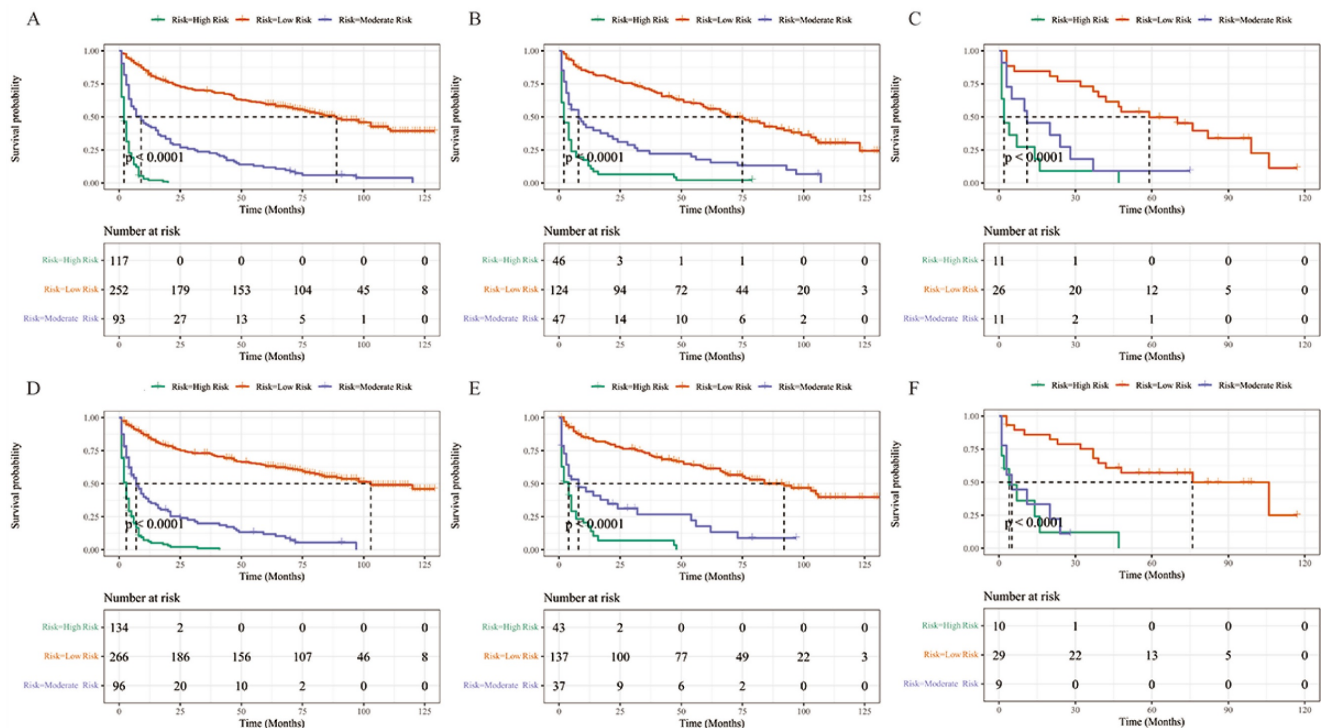 A
Risk=High Risk Risk=Low Risk Risk=Moderate Risk
Survival probability
1.00
0.75
0.50
0.25
0.00
p < 0.0001
0 25 50 75 100 125
Time (Months)
Number at risk
Risk=High Risk 117 0 0 0 0 0
Risk=Low Risk 252 179 153 104 45 8
Risk=Moderate Risk 93 27 13 5 1 0
0 25 50 75 100 125
Time (Months)
B
Risk=High Risk Risk=Low Risk Risk=Moderate Risk
Survival probability
1.00
0.75
0.50
0.25
0.00
p < 0.0001
0 25 50 75 100 125
Time (Months)
Number at risk
Risk=High Risk 46 3 1 1 0 0
Risk=Low Risk 124 94 72 44 20 3
Risk=Moderate Risk 47 14 10 6 2 0
0 25 50 75 100 125
Time (Months)
C
Risk=High Risk Risk=Low Risk Risk=Moderate Risk
Survival probability
1.00
0.75
0.50
0.25
0.00
p < 0.0001
0 30 60 90 120
Time (Months)
Number at risk
Risk=High Risk 11 1 0 0 0
Risk=Low Risk 26 20 12 5 0
Risk=Moderate Risk 11 2 1 0 0
0 30 60 90 120
Time (Months)
D
Risk=High Risk Risk=Low Risk Risk=Moderate Risk
Survival probability
1.00
0.75
0.50
0.25
0.00
p < 0.0001
0 25 50 75 100 125
Time (Months)
Number at risk
Risk=High Risk 134 2 0 0 0 0
Risk=Low Risk 266 186 156 107 46 8
Risk=Moderate Risk 96 20 10 2 0 0
0 25 50 75 100 125
Time (Months)
E
Risk=High Risk Risk=Low Risk Risk=Moderate Risk
Survival probability
1.00
0.75
0.50
0.25
0.00
p < 0.0001
0 25 50 75 100 125
Time (Months)
Number at risk
Risk=High Risk 43 2 0 0 0 0
Risk=Low Risk 137 100 77 49 22 3
Risk=Moderate Risk 37 9 6 2 0 0
0 25 50 75 100 125
Time (Months)
F
Risk=High Risk Risk=Low Risk Risk=Moderate Risk
Survival probability
1.00
0.75
0.50
0.25
0.00
p < 0.0001
0 30 60 90 120
Time (Months)
Number at risk
Risk=High Risk 10 1 0 0 0
Risk=Low Risk 29 22 13 5 0
Risk=Moderate Risk 9 0 0 0 0
0 30 60 90 120
Time (Months)